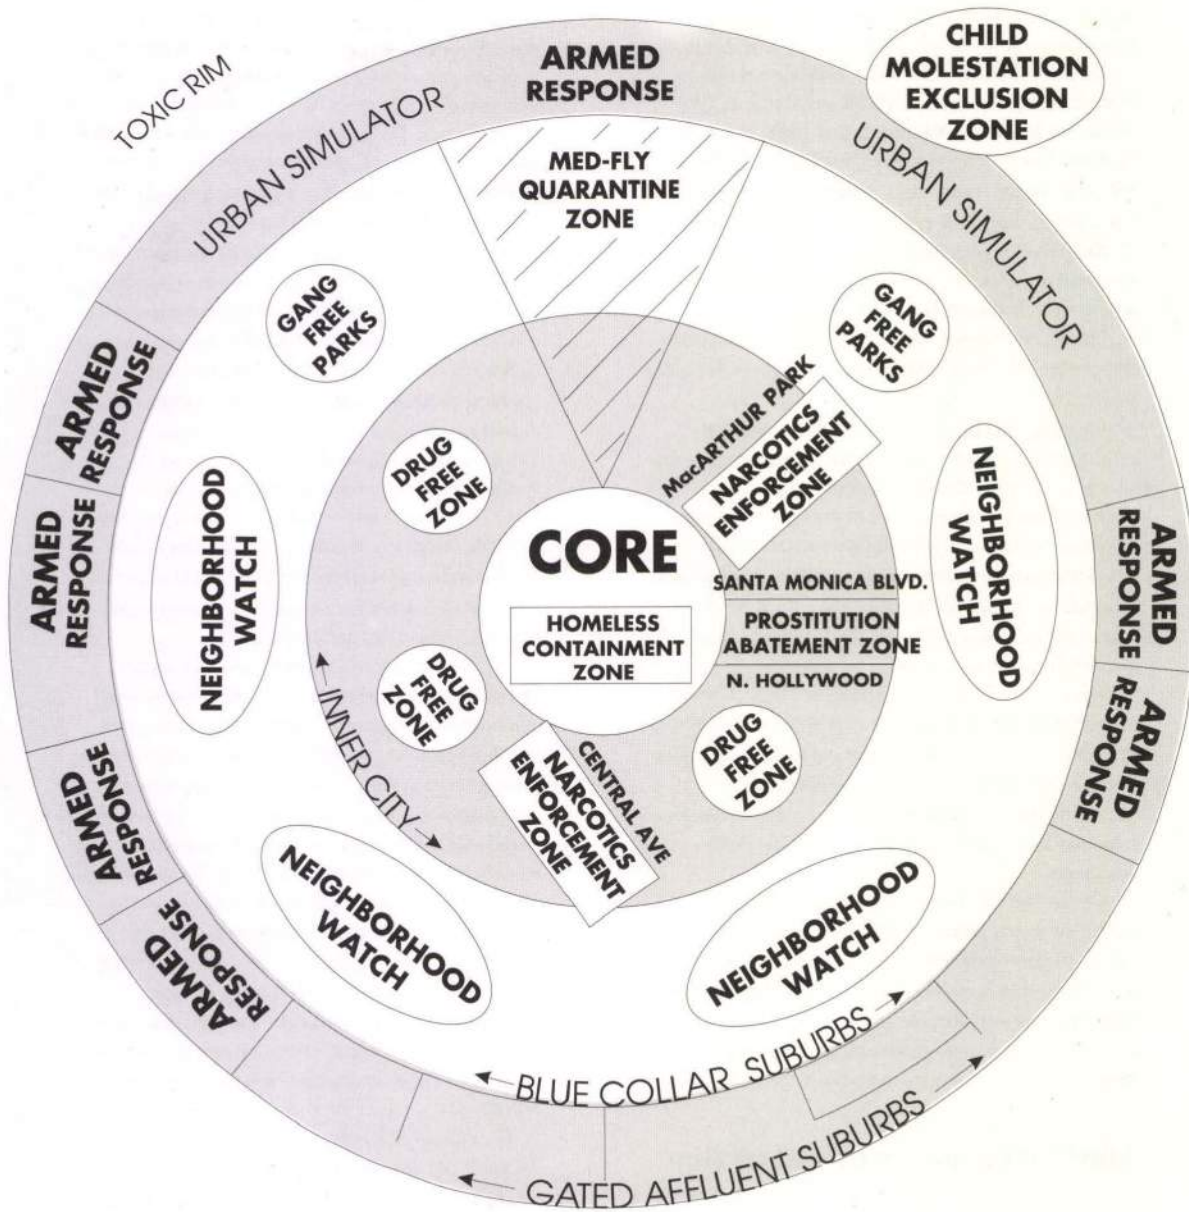 CHILD
MOLESTATION
EXCLUSION
ZONE
TOXIC RIM
URBAN SIMULATOR
ARMED
RESPONSE
URBAN SIMULATOR
MED-FLY
QUARANTINE
ZONE
GANG
FREE
PARKS
GANG
FREE
PARKS
ARMED
RESPONSE
MacARTHUR PARK
NARCOTICS
ENFORCEMENT
ZONE
DRUG
FREE
ZONE
NEIGHBORHOOD
WATCH
NEIGHBORHOOD
WATCH
ARMED
RESPONSE
ARMED
RESPONSE
CORE
HOMELESS
CONTAINMENT
ZONE
SANTA MONICA BLVD.
PROSTITUTION
ABATEMENT ZONE
N. HOLLYWOOD
DRUG
FREE
ZONE
DRUG
FREE
ZONE
ARMED
RESPONSE
INNER CITY
CENTRAL AVE
NARCOTICS
ENFORCEMENT
ZONE
ARMED
RESPONSE
ARMED
RESPONSE
NEIGHBORHOOD
WATCH
NEIGHBORHOOD
WATCH
BLUE COLLAR SUBURBS
GATED AFFLUENT SUBURBS